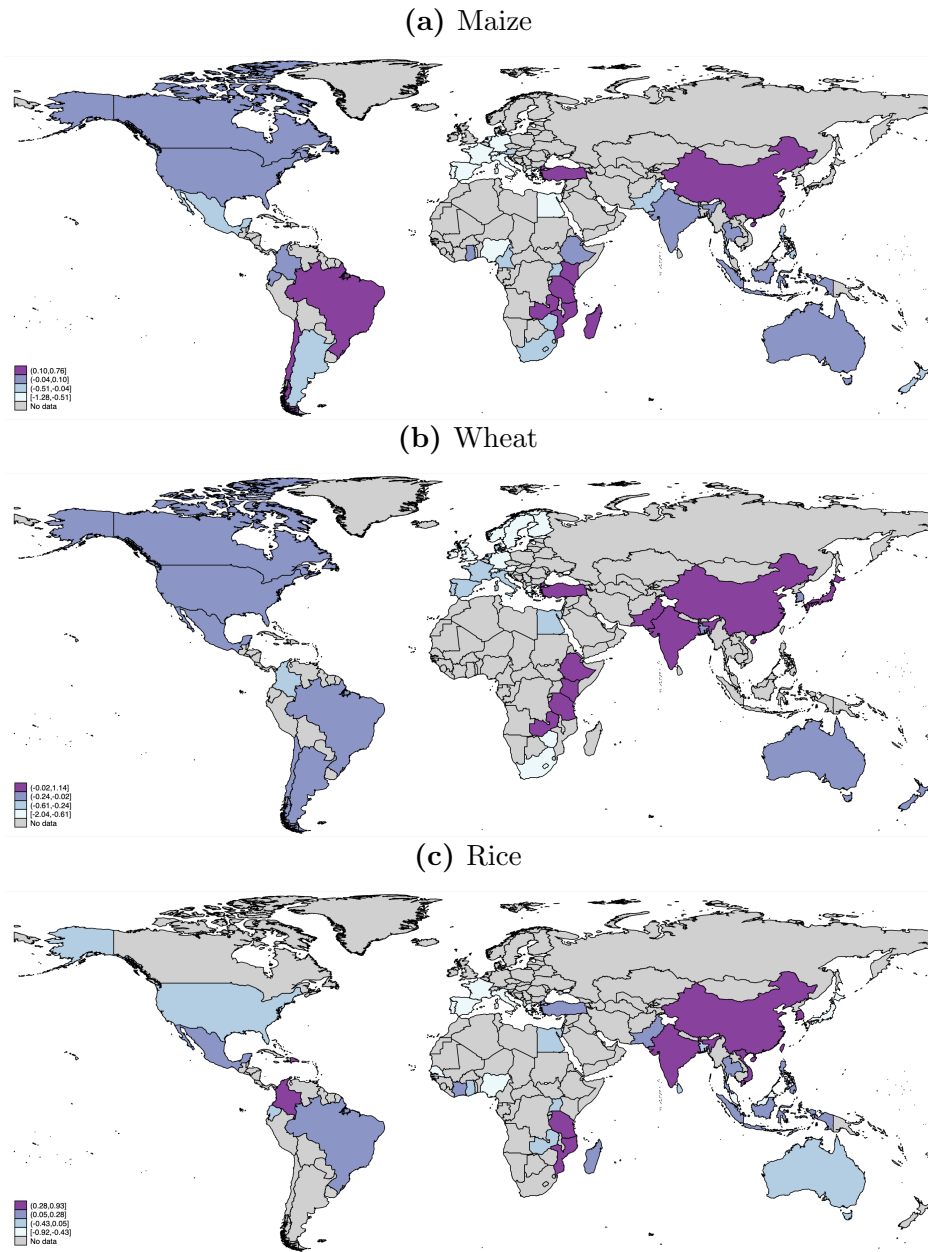 (a) Maize
(0.10,0.76]
(-0.04,0.10]
(-0.51,-0.04]
[-1.28,-0.51]
No data
(b) Wheat
(-0.02,1.14]
(-0.24,-0.02]
(-0.61,-0.24]
[-2.04,-0.61]
No data
(c) Rice
(0.28,0.93]
(0.05,0.28]
(-0.43,0.05]
[-0.92,-0.43]
No data